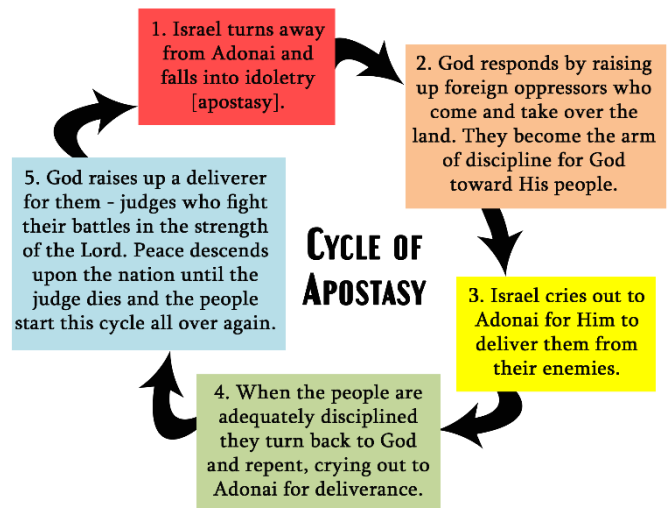 1. Israel turns away
from Adonai and
falls into idoletry
[apostasy].
2. God responds by raising
up foreign oppressors who
come and take over the
land. They become the arm
of discipline for God
toward His people.
3. Israel cries out to
Adonai for Him to
deliver them from
their enemies.
4. When the people are
adequately disciplined
they turn back to God
and repent, crying out to
Adonai for deliverance.
5. God raises up a deliverer
for them - judges who fight
their battles in the strength
of the Lord. Peace descends
upon the nation until the
judge dies and the people
start this cycle all over again.
CYCLE OF
APOSTASY